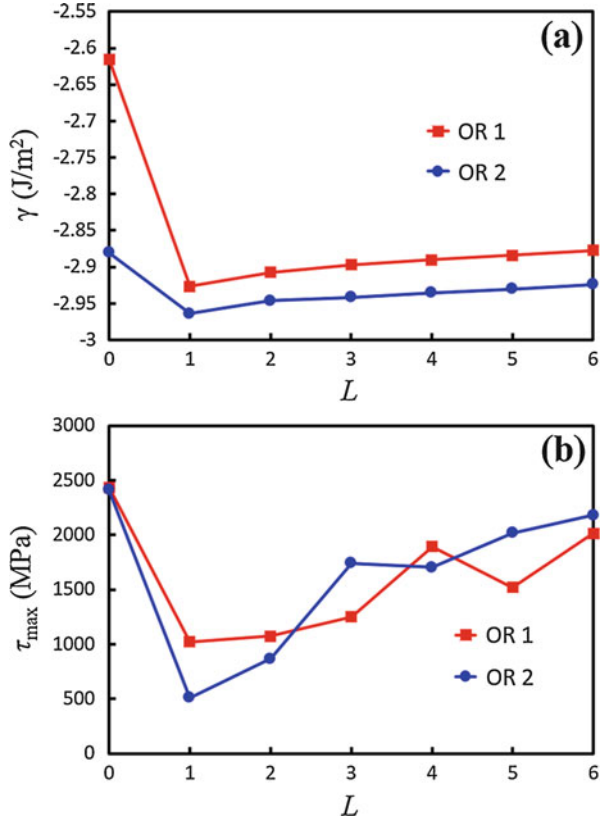 -2.55
(a)
-2.6
-2.65
-2.7
-2.75
-2.8
-2.85
-2.9
-2.95
-3
γ (J/m²)
OR 1
OR 2
0 1 2 3 4 5 6
L
3000
(b)
2500
2000
1500
1000
500
0
τmax (MPa)
OR 1
OR 2
0 1 2 3 4 5 6
L